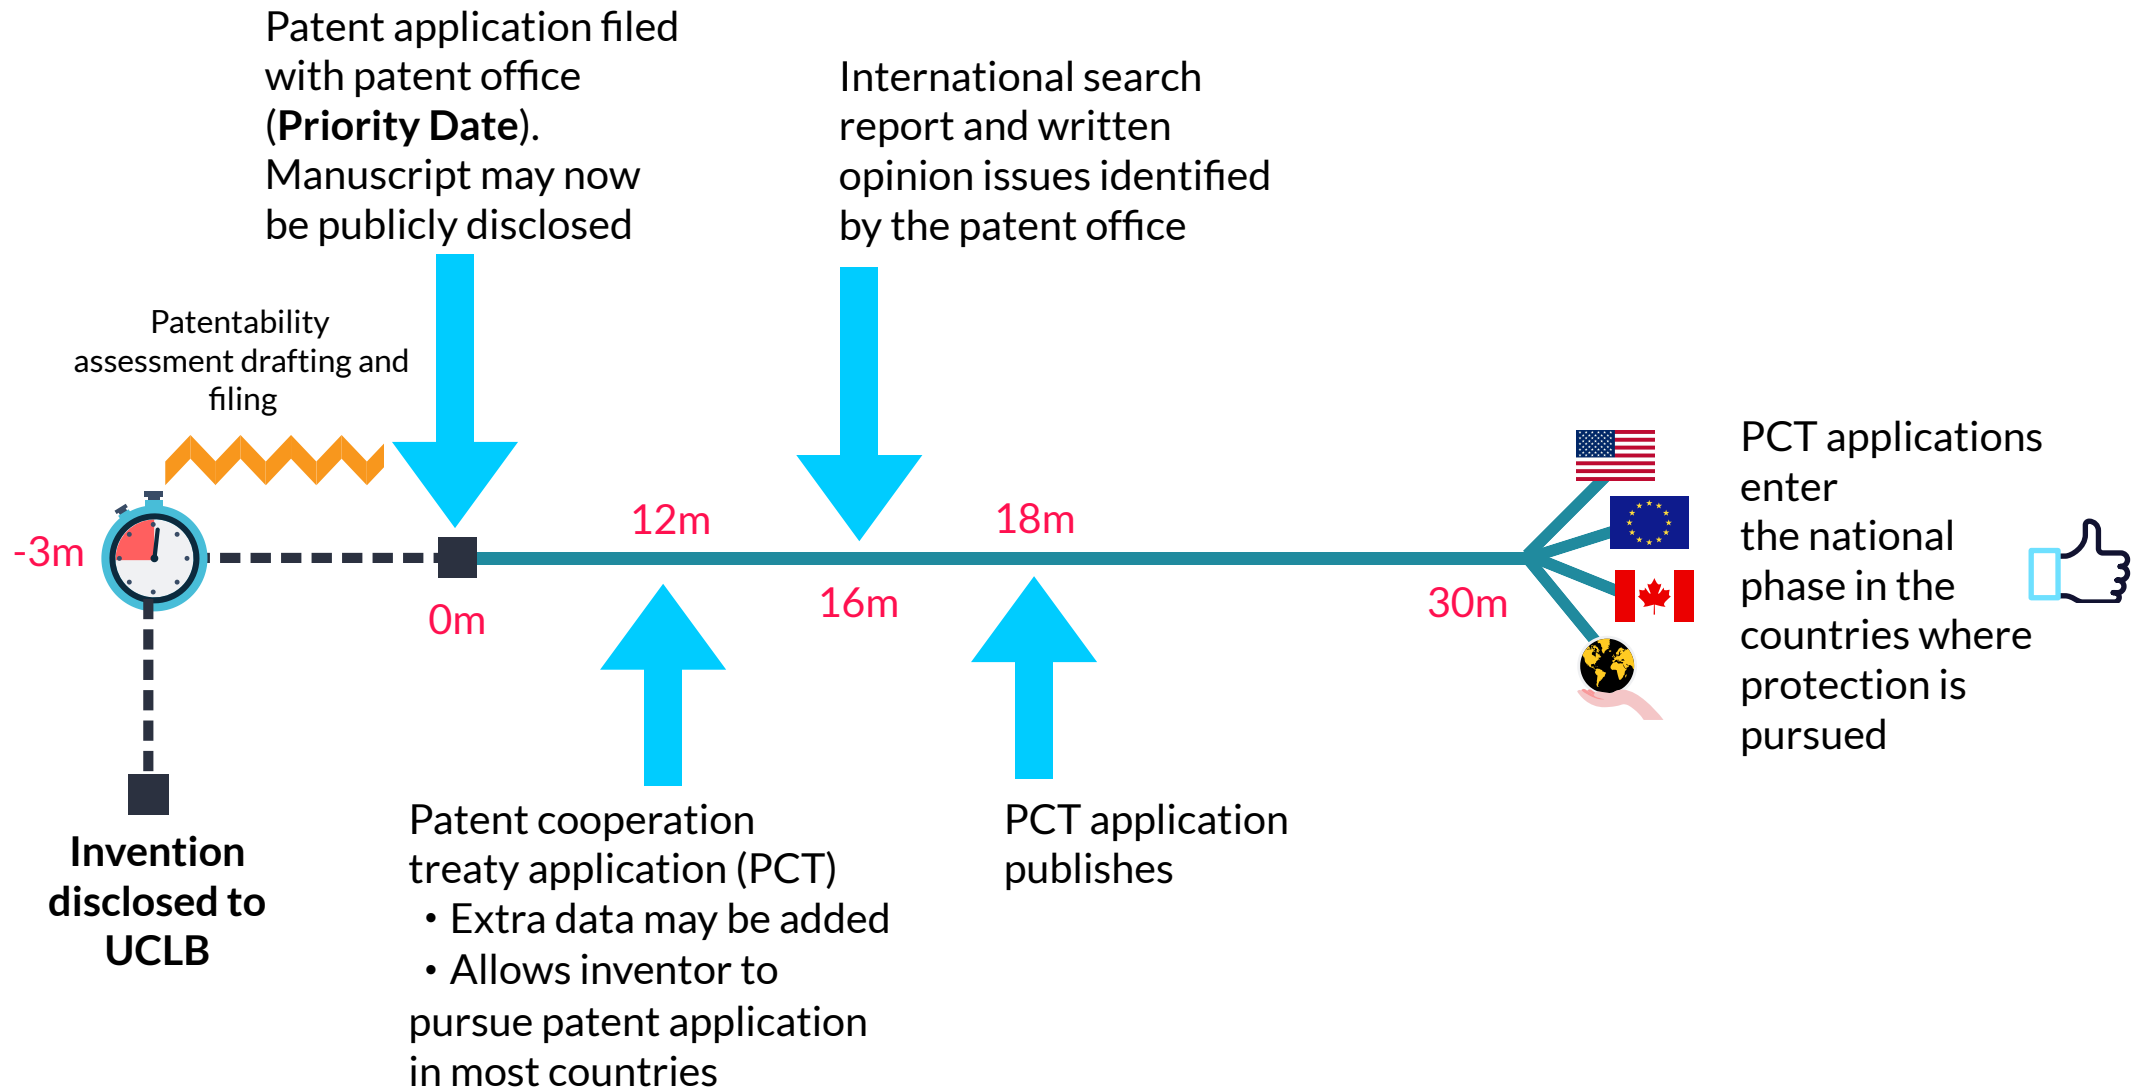 Patent application filed
with patent office
(Priority Date).
Manuscript may now
be publicly disclosed
International search
report and written
opinion issues identified
by the patent office
Patentability
assessment drafting and
filing
-3m
0m
12m
16m
18m
30m
PCT applications
enter
the national
phase in the
countries where
protection is
pursued
Invention
disclosed to
UCLB
Patent cooperation
treaty application (PCT)
• Extra data may be added
• Allows inventor to
pursue patent application
in most countries
PCT application
publishes